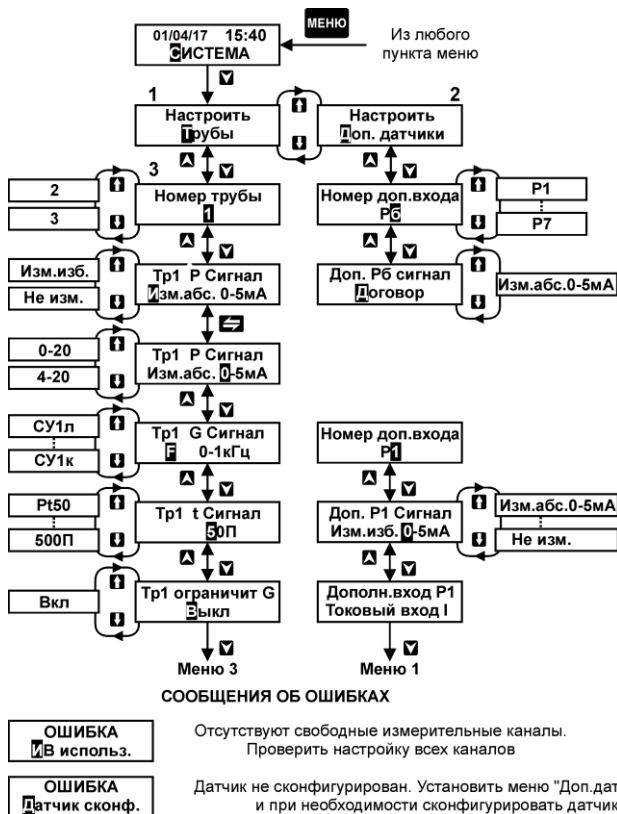 МЕНЮ
01/04/17 15:40
СИСТЕМА
Из любого
пункта меню
1
Настроить
Трубы
2
Настроить
Доп. датчики
3
Номер трубы
1
2
3
Номер доп.входа
Рб
Р1
Р7
Тр1 Р Сигнал
Изм.абс. 0-5мА
Изм.изб.
Не изм.
Доп. Рб сигнал
Договор
Изм.абс.0-5мА
Тр1 Р Сигнал
Изм.абс. 0-5мА
0-20
4-20
Тр1 G Сигнал
F 0-1кГц
СУ1л
СУ1к
Номер доп.входа
Р1
Тр1 t Сигнал
50П
Pt50
500П
Доп. Р1 Сигнал
Изм.изб. 0-5мА
Изм.абс.0-5мА
Не изм.
Тр1 ограничит G
Выкл
Вкл
Дополн.вход Р1
Токовый вход I
Меню 3
Меню 1
СООБЩЕНИЯ ОБ ОШИБКАХ
ОШИБКА
ИВ использ.
Отсутствуют свободные измерительные каналы.
Проверить настройку всех каналов
ОШИБКА
Датчик сконф.
Датчик не сконфигурирован. Установить меню "Доп.дат
и при необходимости сконфигурировать датчик